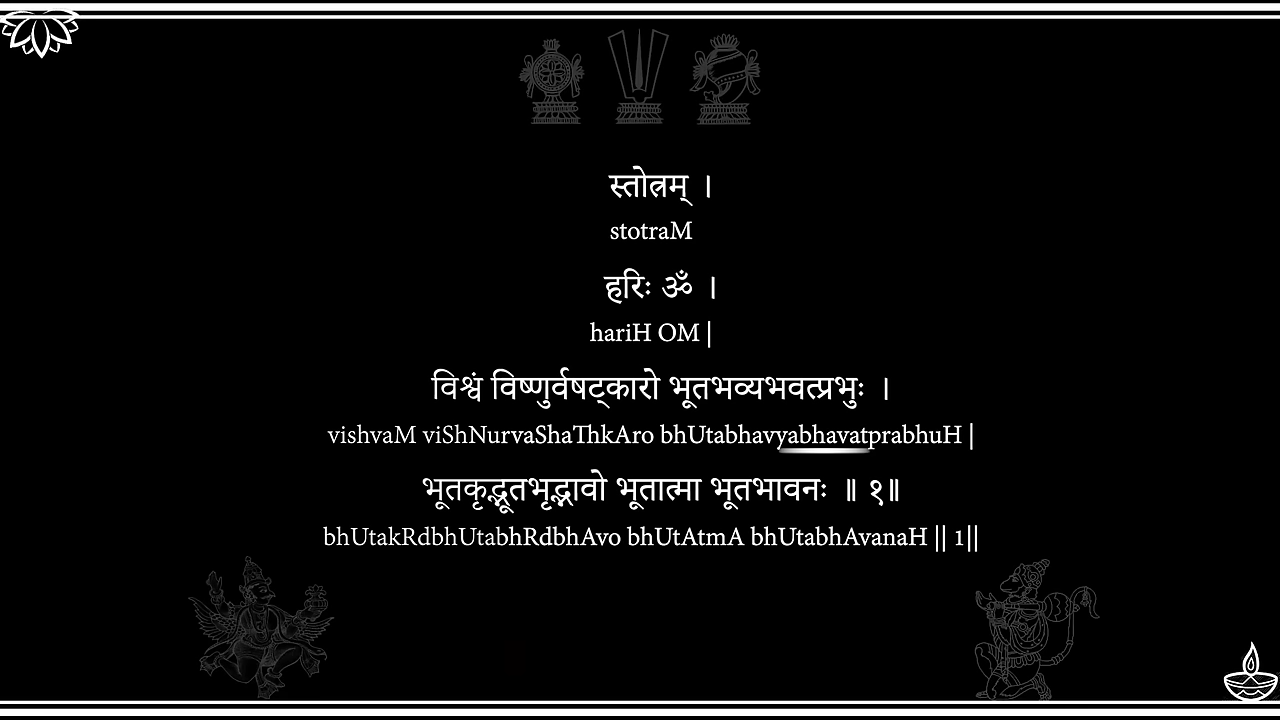 स्तोत्रम् ।
stotraM
हरिः ॐ ।
hariH OM |
विश्वं विष्णुर्वषट्कारो भूतभव्यभवत्प्रभुः ।
vishvaM viShNurvaShaThkAro bhUtabhavyabhavatprabhuH |
भूतकृद्भूतभृद्भावो भूतात्मा भूतभावनः ॥ १॥
bhUtakRdbhUtabhRdbhAvo bhUtAtmA bhUtabhAvanaH || 1||